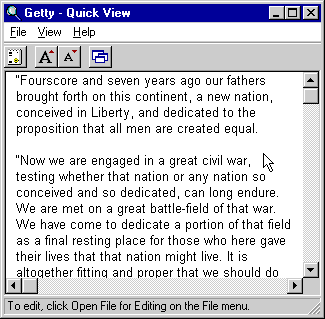 Getty - Quick View
File View Help
A A
"Fourscore and seven years ago our fathers
brought forth on this continent, a new nation,
conceived in Liberty, and dedicated to the
proposition that all men are created equal.
"Now we are engaged in a great civil war,
testing whether that nation or any nation so
conceived and so dedicated, can long endure.
We are met on a great battle-field of that war.
We have come to dedicate a portion of that field
as a final resting place for those who here gave
their lives that that nation might live. It is
altogether fitting and proper that we should do
To edit, click Open File for Editing on the File menu.